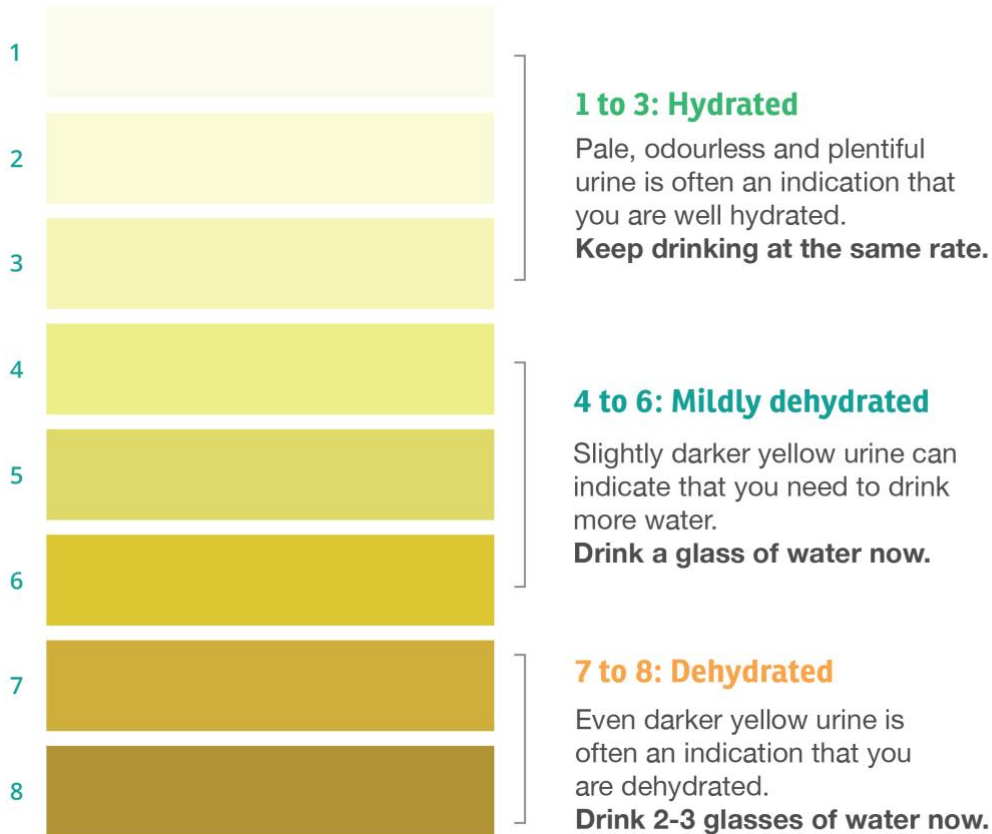 1
2
3
4
5
6
7
8
1 to 3: Hydrated
Pale, odourless and plentiful
urine is often an indication that
you are well hydrated.
Keep drinking at the same rate.
4 to 6: Mildly dehydrated
Slightly darker yellow urine can
indicate that you need to drink
more water.
Drink a glass of water now.
7 to 8: Dehydrated
Even darker yellow urine is
often an indication that you
are dehydrated.
Drink 2-3 glasses of water now.